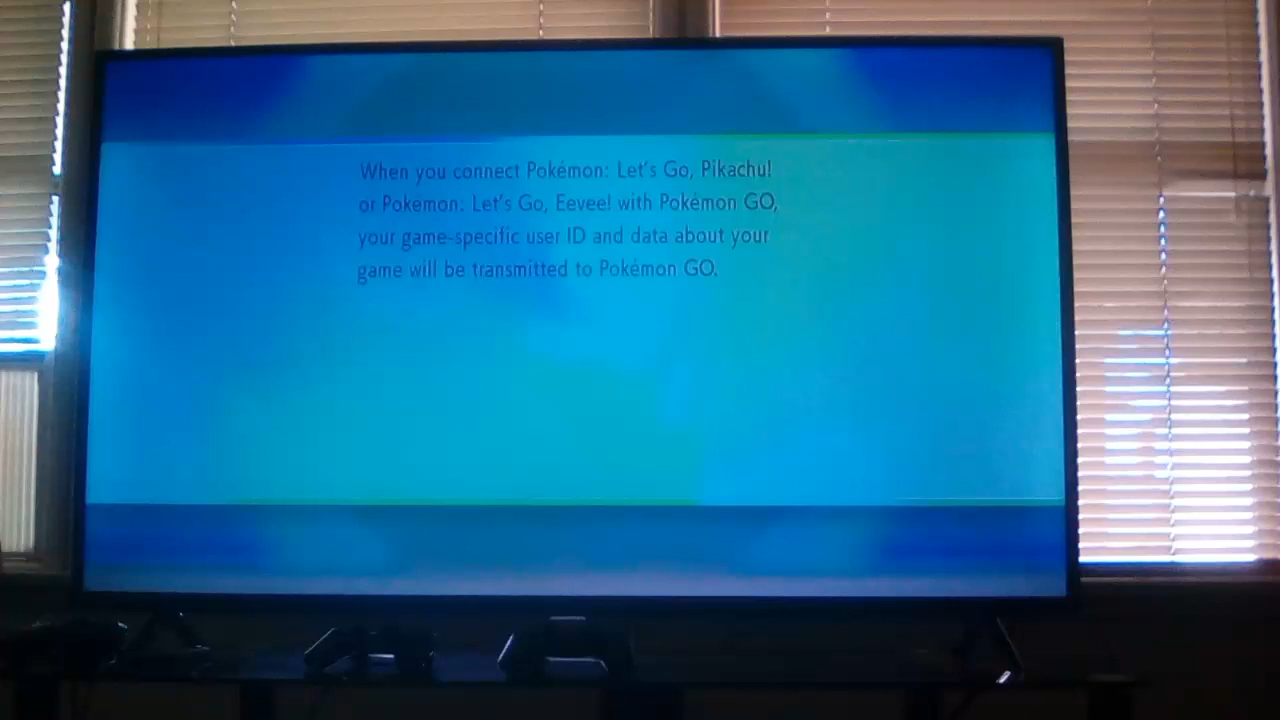 When you connect Pokémon: Let's Go, Pikachu!
or Pokémon: Let's Go, Eevee! with Pokémon GO,
your game-specific user ID and data about your
game will be transmitted to Pokémon GO.